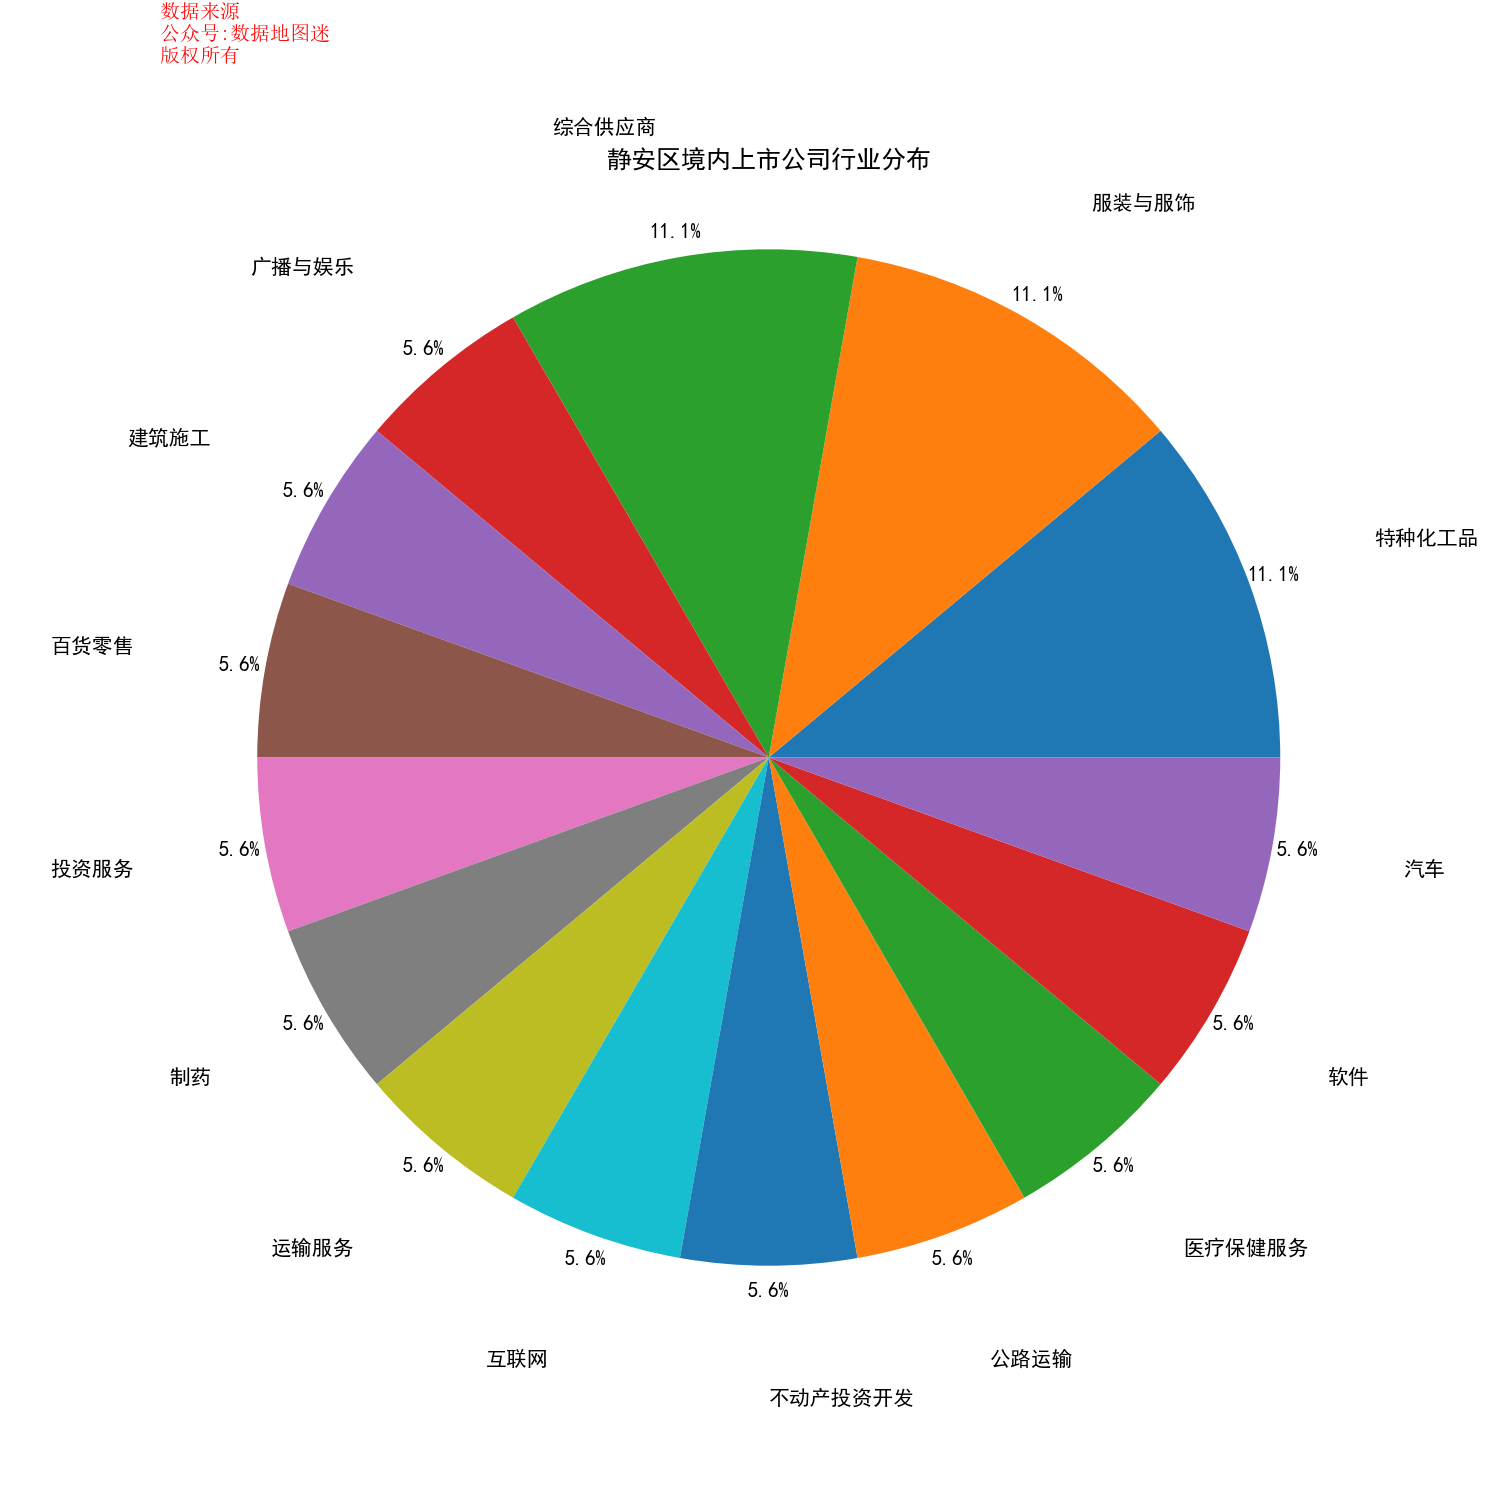 数据来源
公众号:数据地图迷
版权所有
综合供应商
静安区境内上市公司行业分布
服装与服饰
11.1%
广播与娱乐
11.1%
5.6%
建筑施工
5.6%
特种化工品
11.1%
百货零售
5.6%
投资服务
5.6%
5.6%
汽车
5.6%
5.6%
制药
软件
5.6%
5.6%
运输服务
医疗保健服务
5.6%
5.6%
5.6%
互联网
公路运输
不动产投资开发